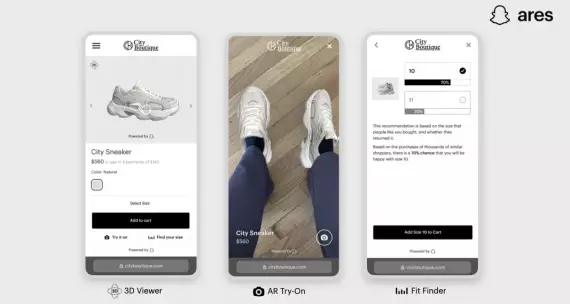 ares
City
Boutique
3D
Powered by
City Sneaker
$560
Color: Natural
Select Size
Add to cart
Try it on
Find your size
Powered by
cityboutique.com
3D Viewer
City
Boutique
City Sneaker
$560
Powered by
cityboutique.com
AR Try-On
City
Boutique
10
70%
11
This recommendation is based on the size that
people like you bought, and whether they
returned it.
Based on the purchases of thousands of similar
shoppers, there is a 70% chance that you will be
happy with size 10.
Add Size 10 to Cart
Powered by
cityboutique.com
Fit Finder